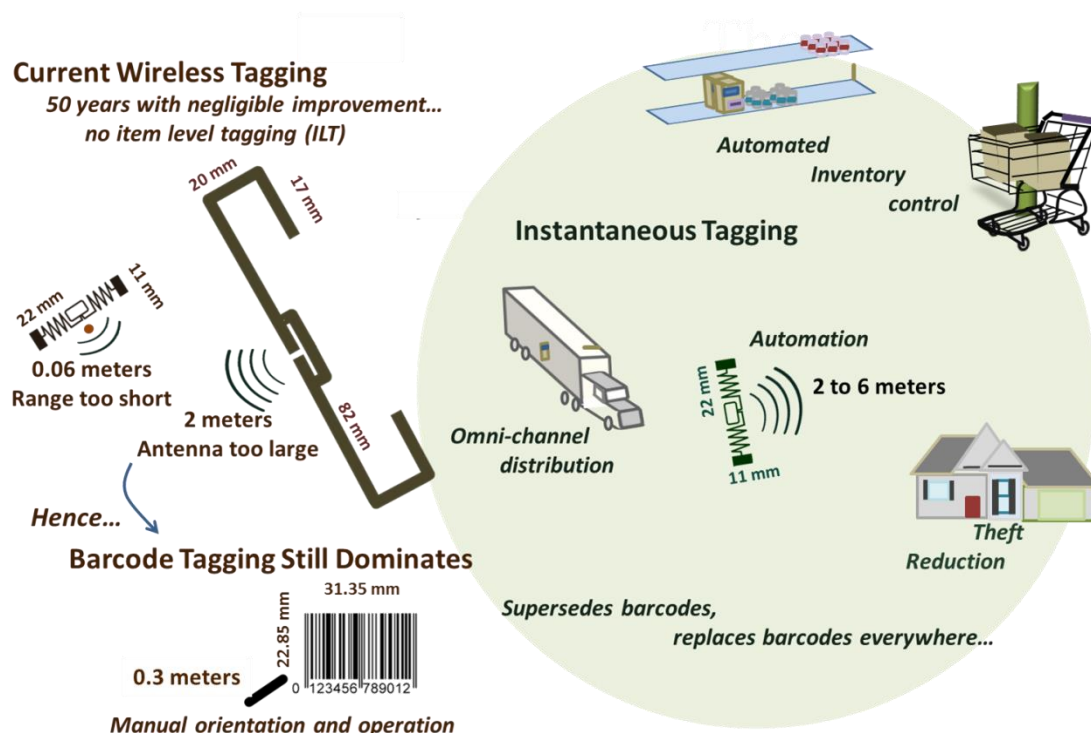 Current Wireless Tagging
50 years with negligible improvement…
no item level tagging (ILT)
20 mm
17 mm
22 mm
11 mm
0.06 meters
Range too short
2 meters
Antenna too large
82 mm
Hence…
Barcode Tagging Still Dominates
31.35 mm
22.85 mm
0.3 meters
0 123456 789012
Manual orientation and operation
Automated
Inventory
control
Instantaneous Tagging
Omni-channel
distribution
Automation
22 mm
2 to 6 meters
11 mm
Theft
Reduction
Supersedes barcodes,
replaces barcodes everywhere…